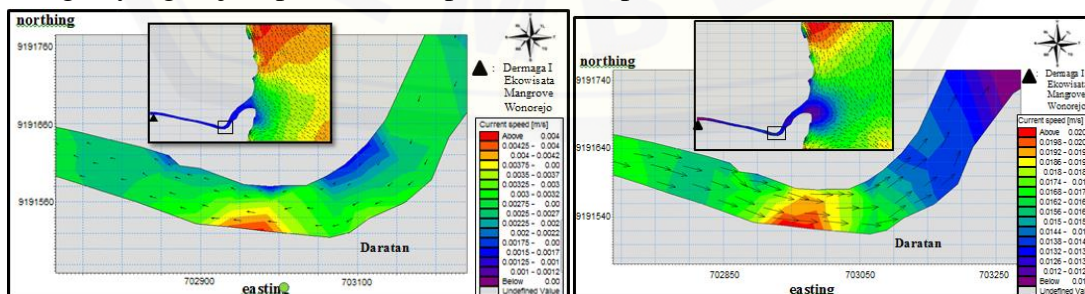 northing
9191760
9191660
9191560
702900
703100
easting
Daratan
: Dermaga I
Ekowisata
Mangrove
Wonorejo
Current speed [m/s]
Above 0.004
0.00425 - 0.004
0.004 - 0.0042
0.00375 - 0.00
0.0035 - 0.0037
0.00325 - 0.003
0.003 - 0.0032
0.00275 - 0.00
0.0025 - 0.0027
0.00225 - 0.002
0.002 - 0.0022
0.00175 - 0.00
0.0015 - 0.0017
0.00125 - 0.001
0.001 - 0.0012
Below 0.00
Undefined Value
northing
9191740
9191640
9191540
702850
703050
703250
easting
Daratan
: Dermaga I
Ekowisata
Mangrove
Wonorejo
Current speed [m/s]
Above 0.020
0.0198 - 0.020
0.0192 - 0.019
0.0186 - 0.019
0.018 - 0.018
0.0174 - 0.018
0.0168 - 0.017
0.0162 - 0.016
0.0156 - 0.016
0.015 - 0.015
0.0144 - 0.01
0.0138 - 0.01
0.0132 - 0.013
0.0126 - 0.013
0.012 - 0.012
Below 0.01
Undefined Value